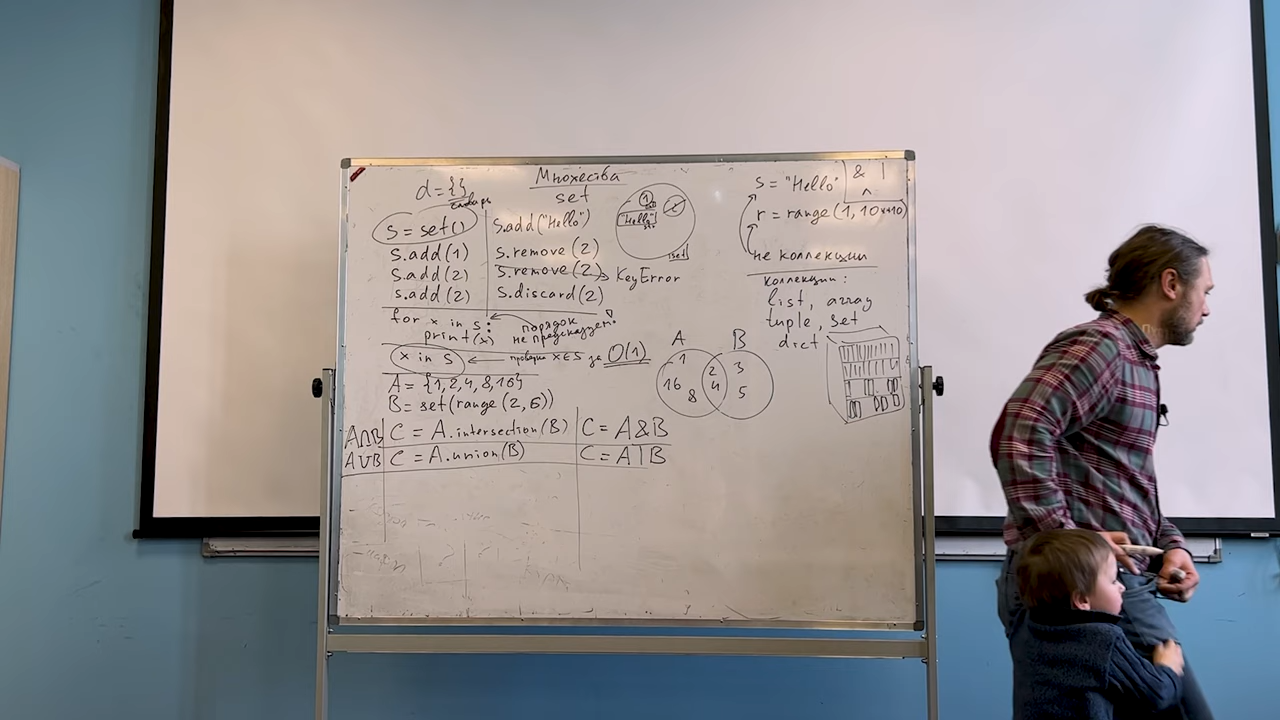 Множества
set
d = {}
словарь
s = set()
s.add(1)
s.add(2)
s.add(2)
s.add("Hello")
s.remove(2)
s.remove(2) → KeyError
s.discard(2)
1
"Hello"
2
set
for x in s:
print(x)
порядок
не предсказуем!
x in s ← проверка x∈S за O(1)
A = {1,2,4,8,16}
B = set(range(2,6))
A∩B C = A.intersection(B) C = A&B
A∪B C = A.union(B) C = A|B
A B
1
16
8
2
4
3
5
s = "Hello"
& |
^
r = range(1, 10**10)
не коллекции
коллекции:
list, array
tuple, set
dict